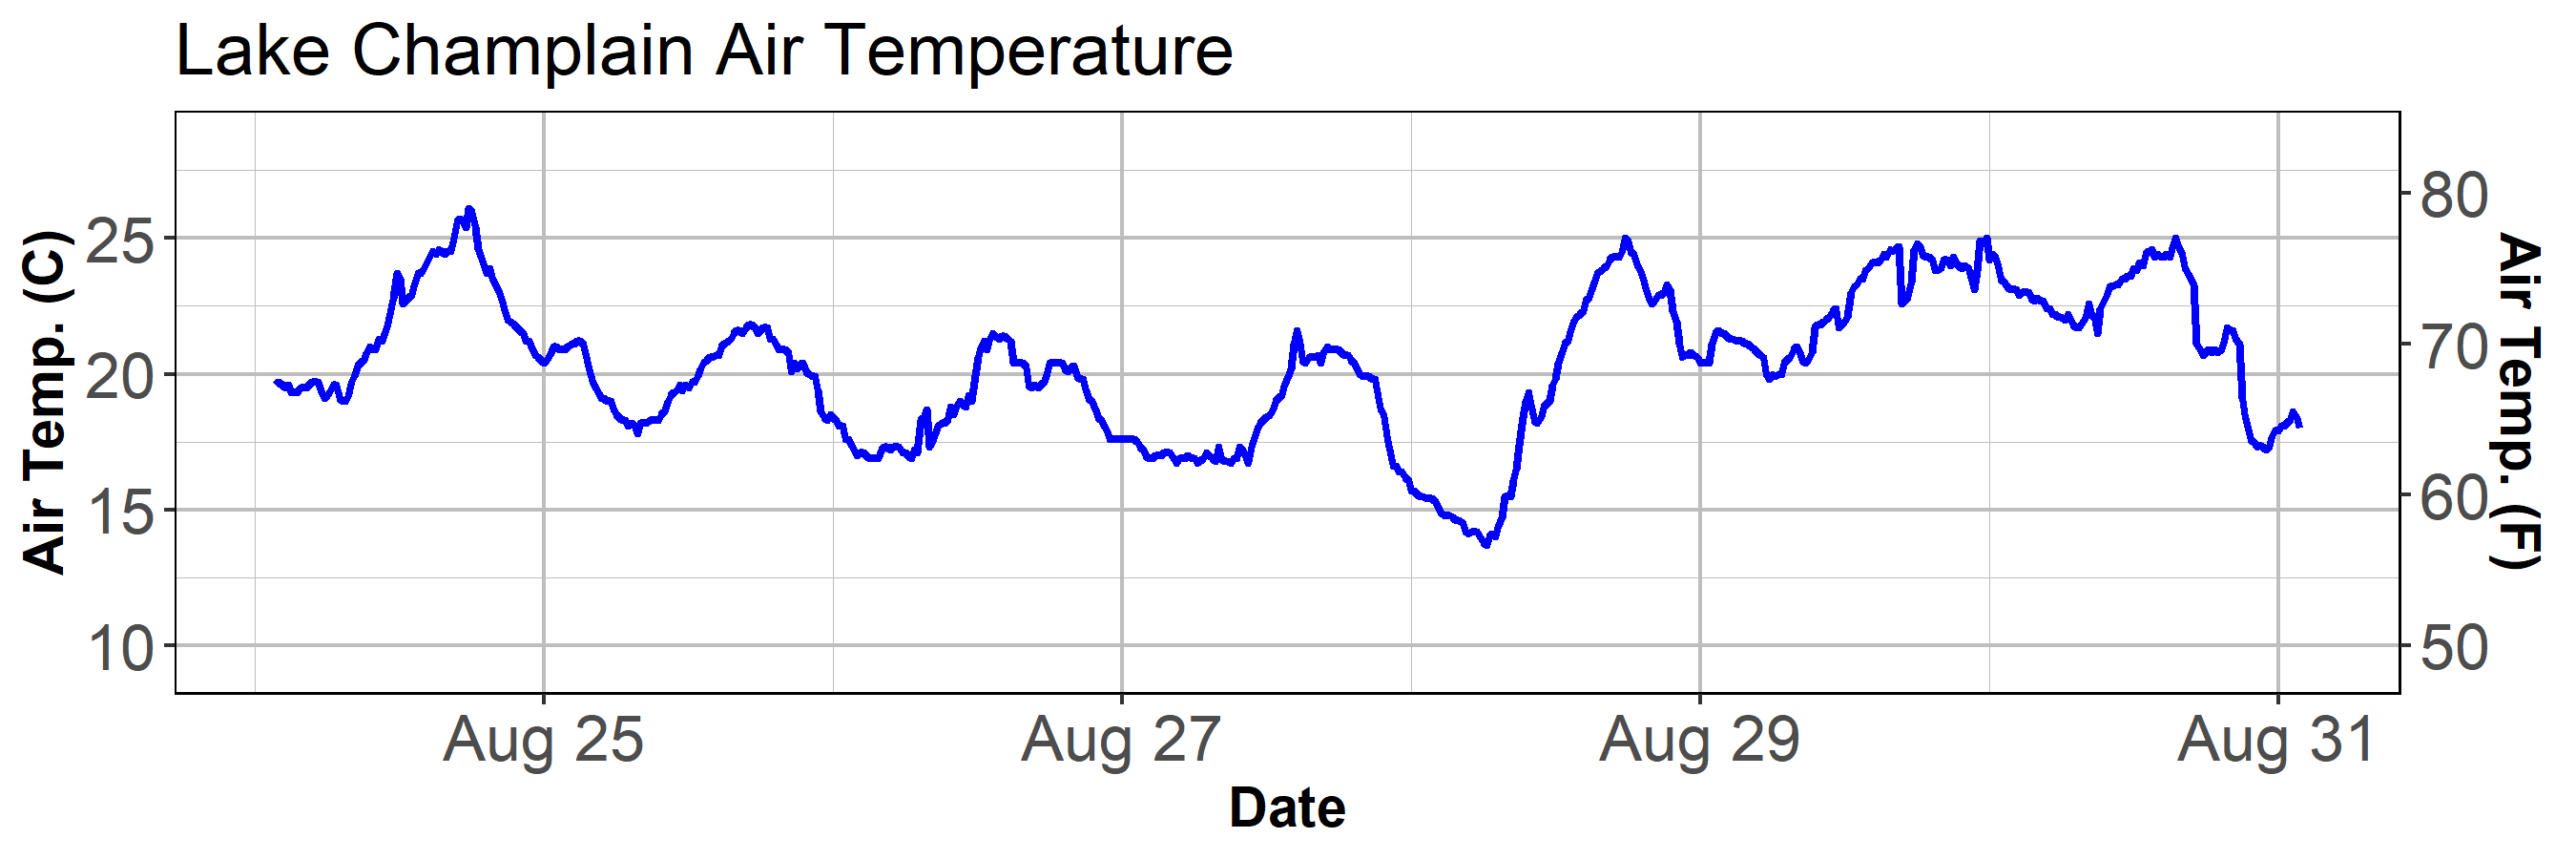 Lake Champlain Air Temperature
Air Temp. (C)
25
20
15
10
80
70
60
50
Air Temp. (F)
Aug 25
Aug 27
Aug 29
Aug 31
Date